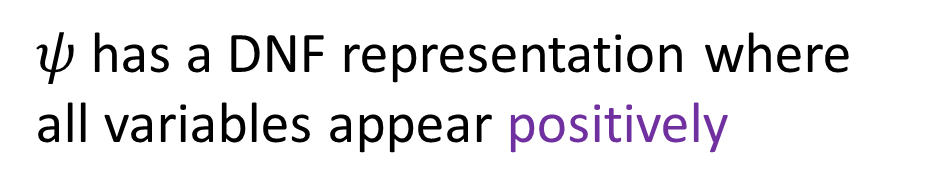 𝜓 has a DNF representation where
all variables appear positively